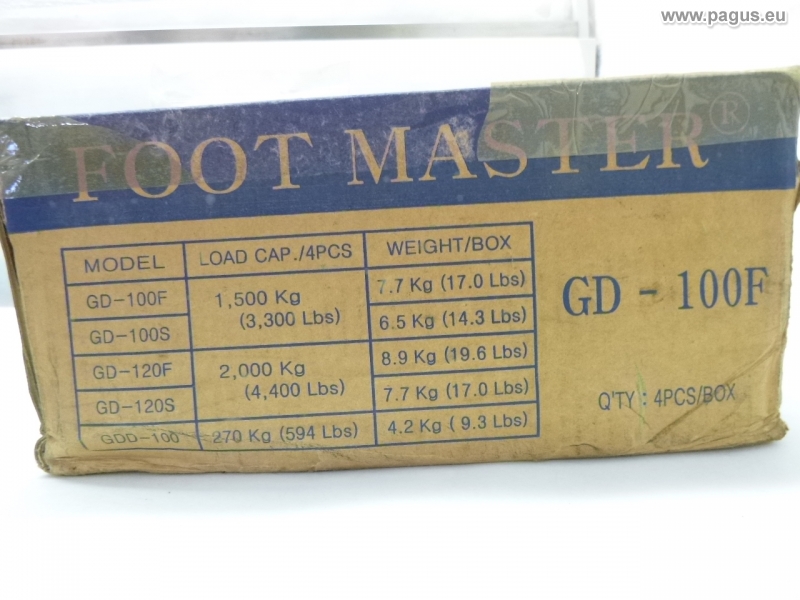 www.pagus.eu
FOOT MASTER®
MODEL LOAD CAP./4PCS WEIGHT/BOX
GD-100F 1,500 Kg (3,300 Lbs) 7.7 Kg (17.0 Lbs)
GD-100S 6.5 Kg (14.3 Lbs)
GD-120F 2,000 Kg (4,400 Lbs) 8.9 Kg (19.6 Lbs)
GD-120S 7.7 Kg (17.0 Lbs)
GDD-100 270 Kg (594 Lbs) 4.2 Kg ( 9.3 Lbs)
GD - 100F
Q'TY : 4PCS/BOX